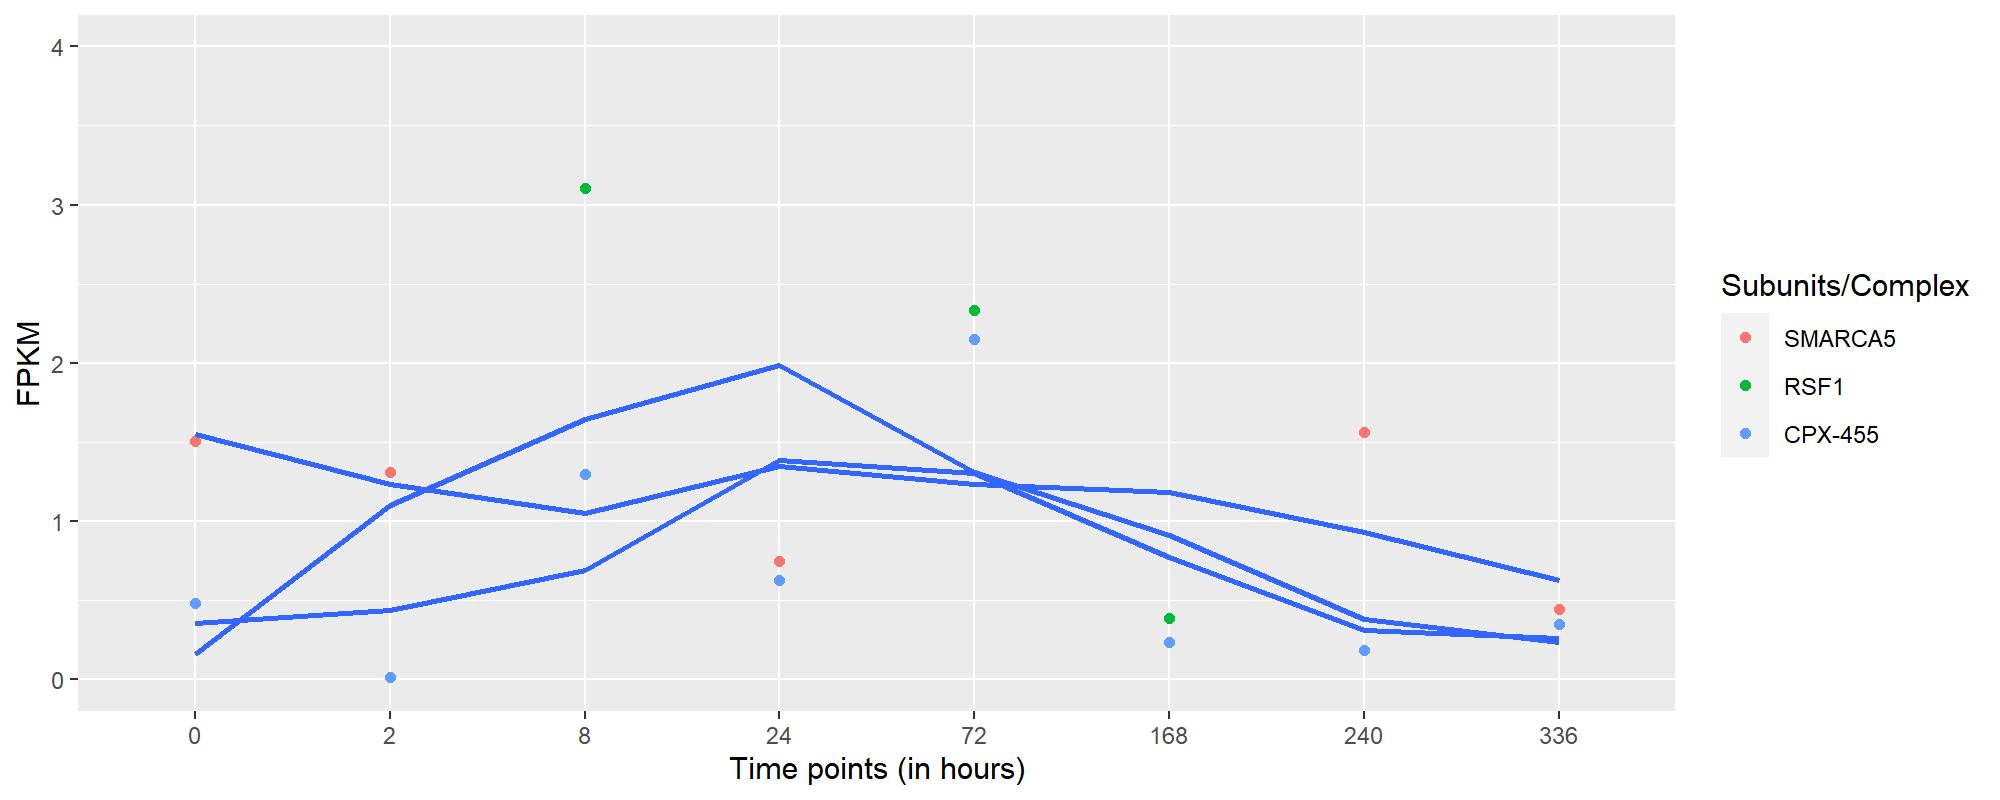 4
3
2
1
0
FPKM
0 2 8 24 72 168 240 336
Time points (in hours)
Subunits/Complex
SMARCA5
RSF1
CPX-455